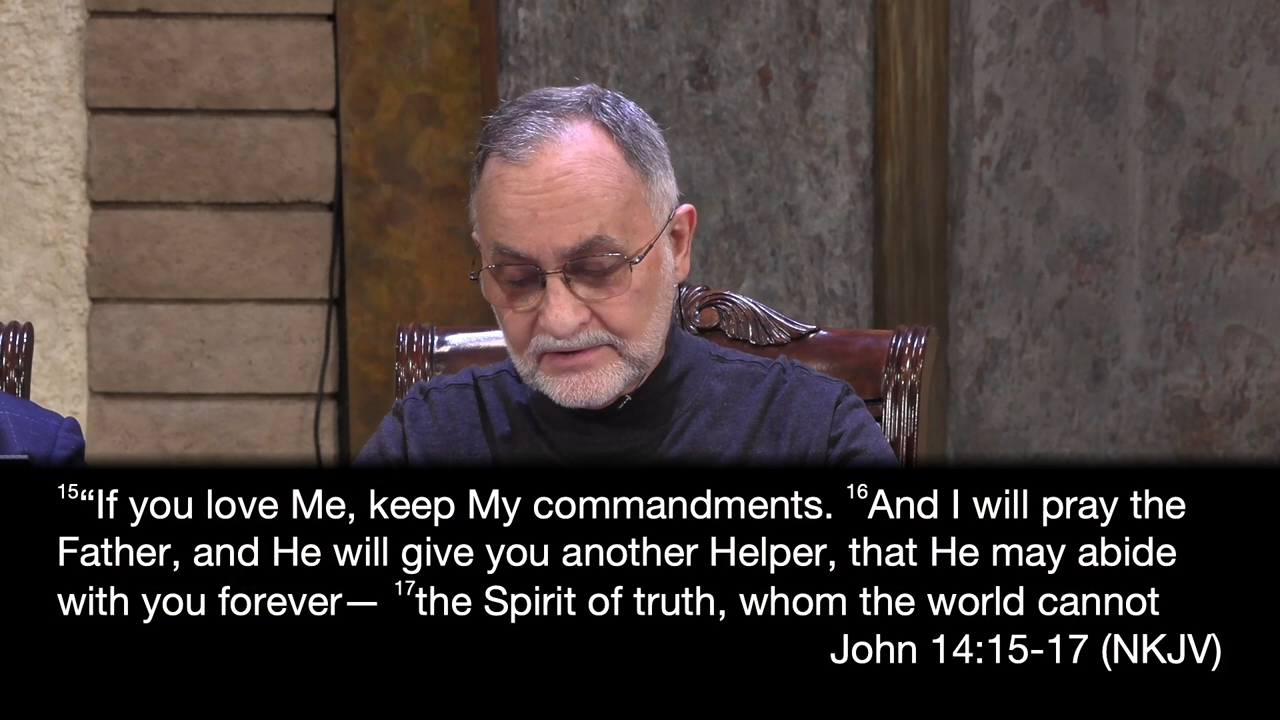 15“If you love Me, keep My commandments. 16And I will pray the
Father, and He will give you another Helper, that He may abide
with you forever— 17the Spirit of truth, whom the world cannot
John 14:15-17 (NKJV)